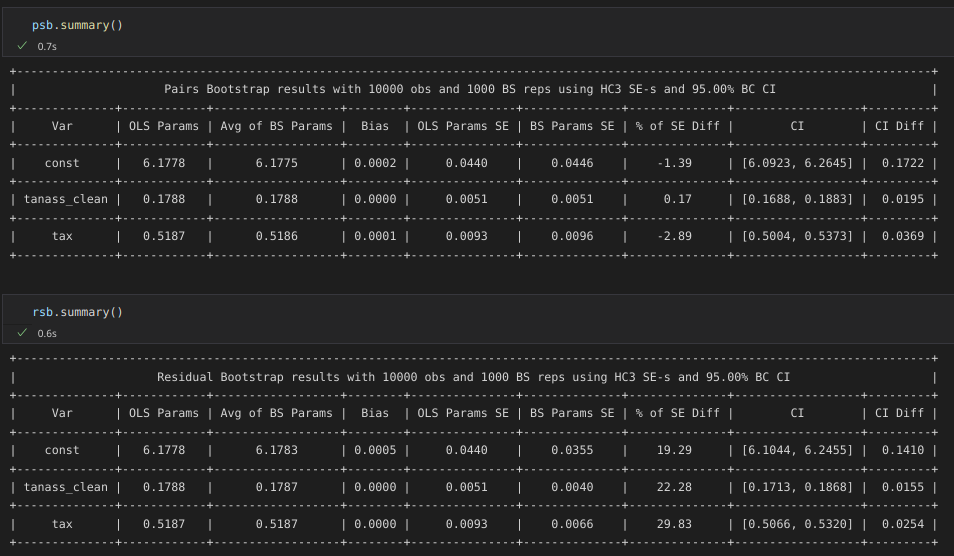 psb.summary()
✓ 0.7s
+----------------------------------------------------------------------------------------------------------------------------------+
| Pairs Bootstrap results with 10000 obs and 1000 BS reps using HC3 SE-s and 95.00% BC CI |
| Var | OLS Params | Avg of BS Params | Bias | OLS Params SE | BS Params SE | % of SE Diff | CI | CI Diff |
| const | 6.1778 | 6.1775 | 0.0002 | 0.0440 | 0.0446 | -1.39 | [6.0923, 6.2645] | 0.1722 |
| tanass_clean | 0.1788 | 0.1788 | 0.0000 | 0.0051 | 0.0051 | 0.17 | [0.1688, 0.1883] | 0.0195 |
| tax | 0.5187 | 0.5186 | 0.0001 | 0.0093 | 0.0096 | -2.89 | [0.5004, 0.5373] | 0.0369 |
rsb.summary()
✓ 0.6s
| Residual Bootstrap results with 10000 obs and 1000 BS reps using HC3 SE-s and 95.00% BC CI |
| Var | OLS Params | Avg of BS Params | Bias | OLS Params SE | BS Params SE | % of SE Diff | CI | CI Diff |
| const | 6.1778 | 6.1783 | 0.0005 | 0.0440 | 0.0355 | 19.29 | [6.1044, 6.2455] | 0.1410 |
| tanass_clean | 0.1788 | 0.1787 | 0.0000 | 0.0051 | 0.0040 | 22.28 | [0.1713, 0.1868] | 0.0155 |
| tax | 0.5187 | 0.5187 | 0.0000 | 0.0093 | 0.0066 | 29.83 | [0.5066, 0.5320] | 0.0254 |